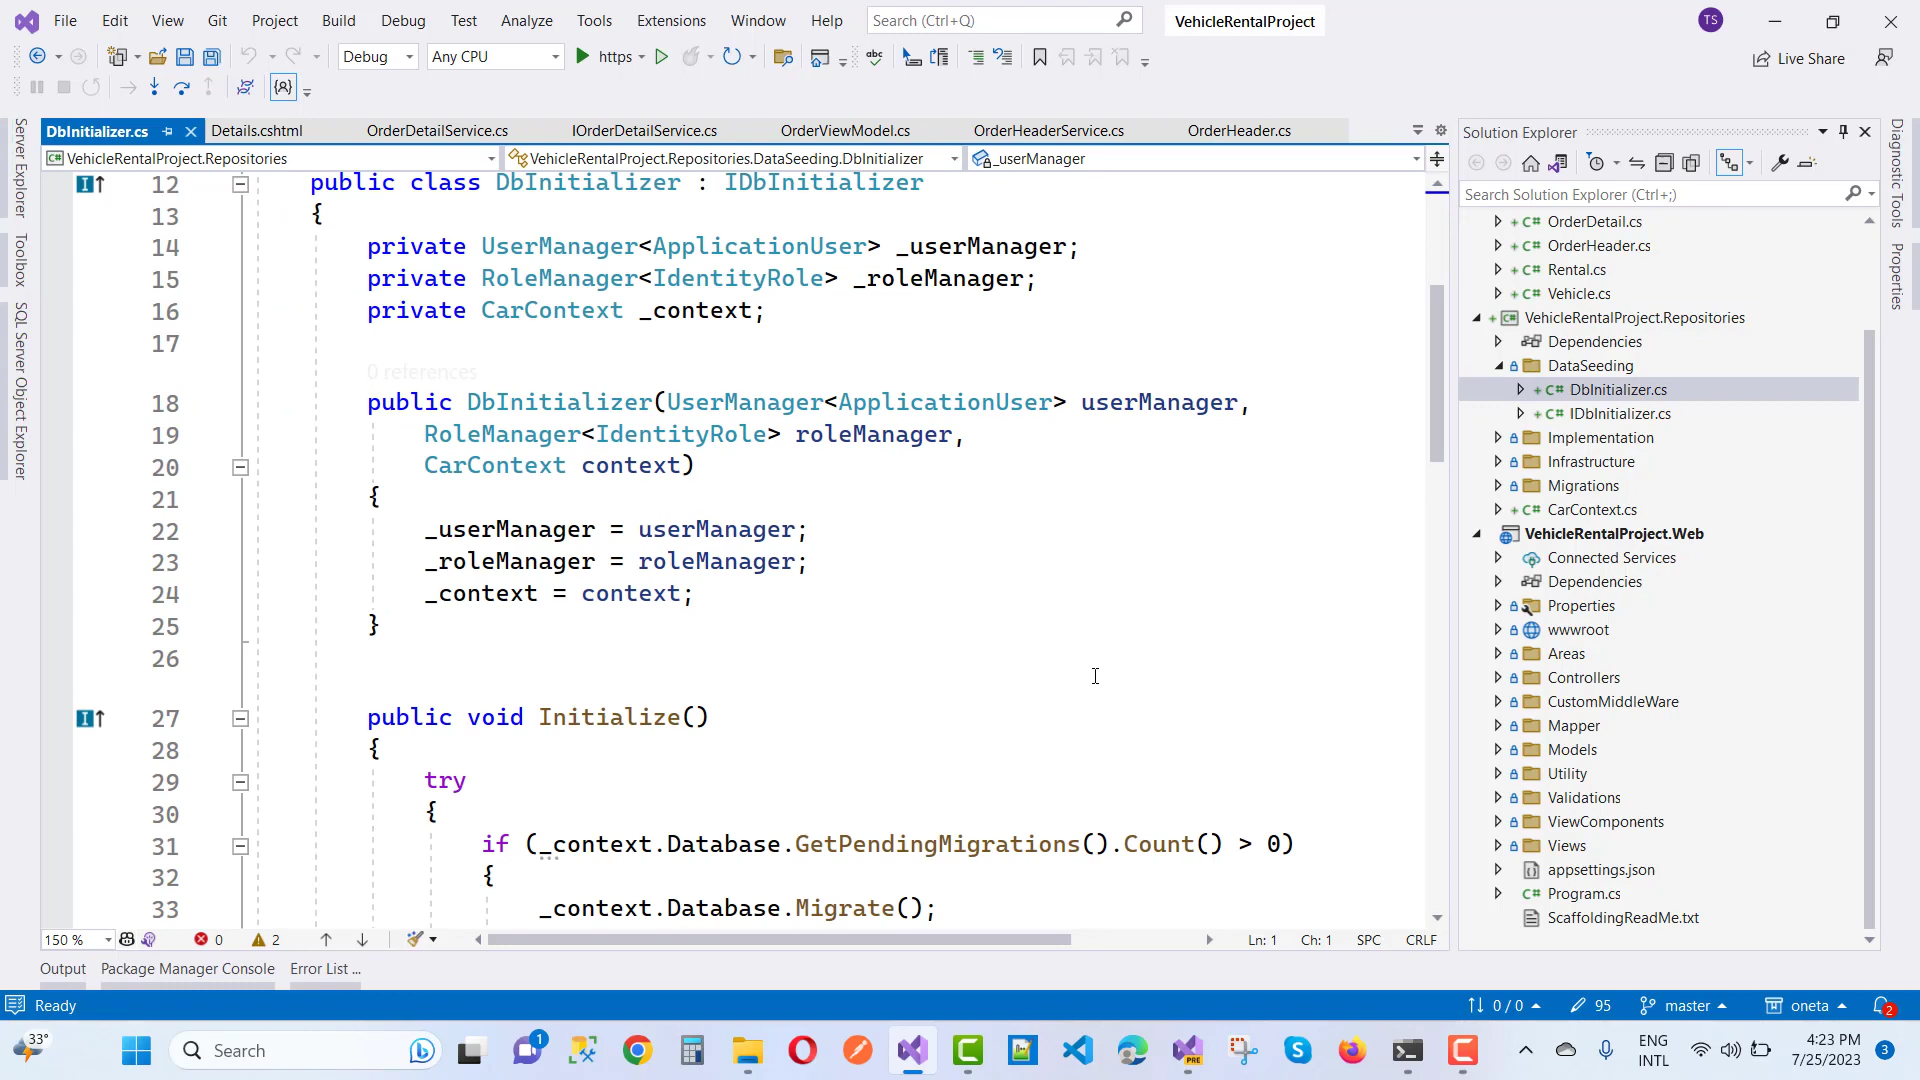 File Edit View Git Project Build Debug Test Analyze Tools Extensions Window Help Search (Ctrl+Q) VehicleRentalProject TS
Debug Any CPU https Live Share
DbInitializer.cs Details.cshtml OrderDetailService.cs IOrderDetailService.cs OrderViewModel.cs OrderHeaderService.cs OrderHeader.cs
VehicleRentalProject.Repositories VehicleRentalProject.Repositories.DataSeeding.DbInitializer _userManager
Server Explorer
Toolbox
SQL Server Object Explorer
12 public class DbInitializer : IDbInitializer
13 {
14 private UserManager<ApplicationUser> _userManager;
15 private RoleManager<IdentityRole> _roleManager;
16 private CarContext _context;
17
0 references
18 public DbInitializer(UserManager<ApplicationUser> userManager,
19 RoleManager<IdentityRole> roleManager,
20 CarContext context)
21 {
22 _userManager = userManager;
23 _roleManager = roleManager;
24 _context = context;
25 }
26
27 public void Initialize()
28 {
29 try
30 {
31 if (_context.Database.GetPendingMigrations().Count() > 0)
32 {
33 _context.Database.Migrate();
150 % 0 2 Ln: 1 Ch: 1 SPC CRLF
Output Package Manager Console Error List ...
Solution Explorer
Search Solution Explorer (Ctrl+;)
C# OrderDetail.cs
C# OrderHeader.cs
C# Rental.cs
C# Vehicle.cs
C# VehicleRentalProject.Repositories
Dependencies
DataSeeding
C# DbInitializer.cs
C# IDbInitializer.cs
Implementation
Infrastructure
Migrations
C# CarContext.cs
VehicleRentalProject.Web
Connected Services
Dependencies
Properties
wwwroot
Areas
Controllers
CustomMiddleWare
Mapper
Models
Utility
Validations
ViewComponents
Views
appsettings.json
C# Program.cs
ScaffoldingReadMe.txt
Diagnostic Tools
Properties
Ready 0 / 0 95 master oneta 2
33° Search 1 PRE ENG INTL 4:23 PM 7/25/2023 3